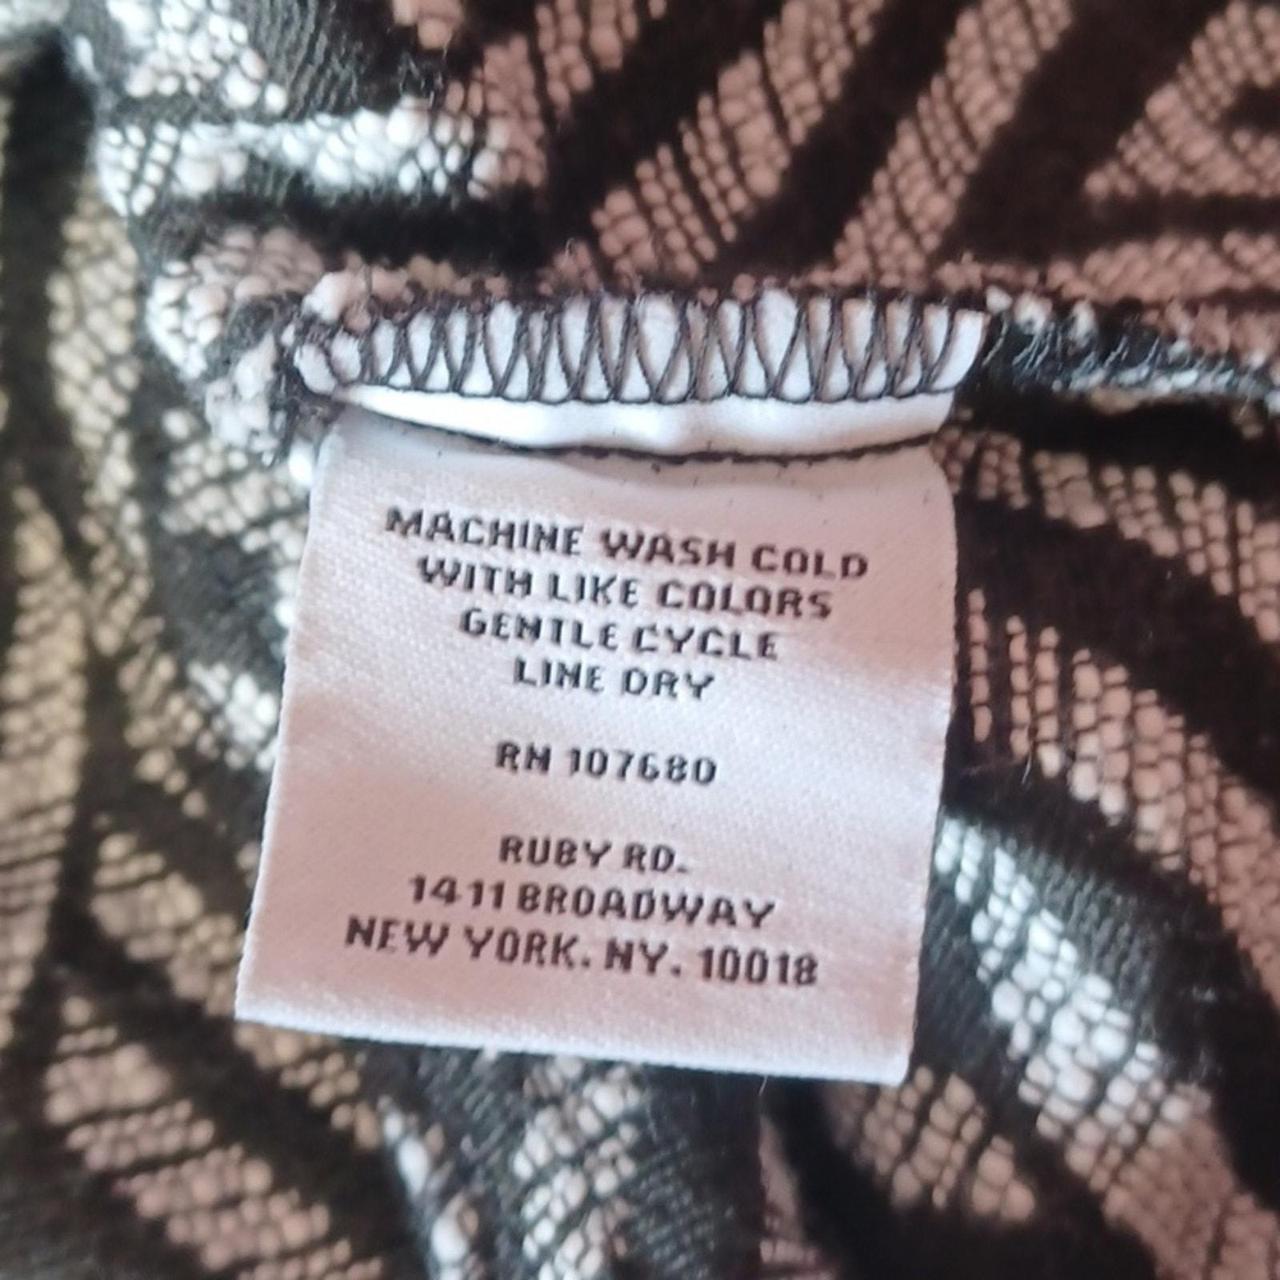 MACHINE WASH COLD
WITH LIKE COLORS
GENTLE CYCLE
LINE DRY
RN 107680
RUBY RD.
1411 BROADWAY
NEW YORK. NY. 10018